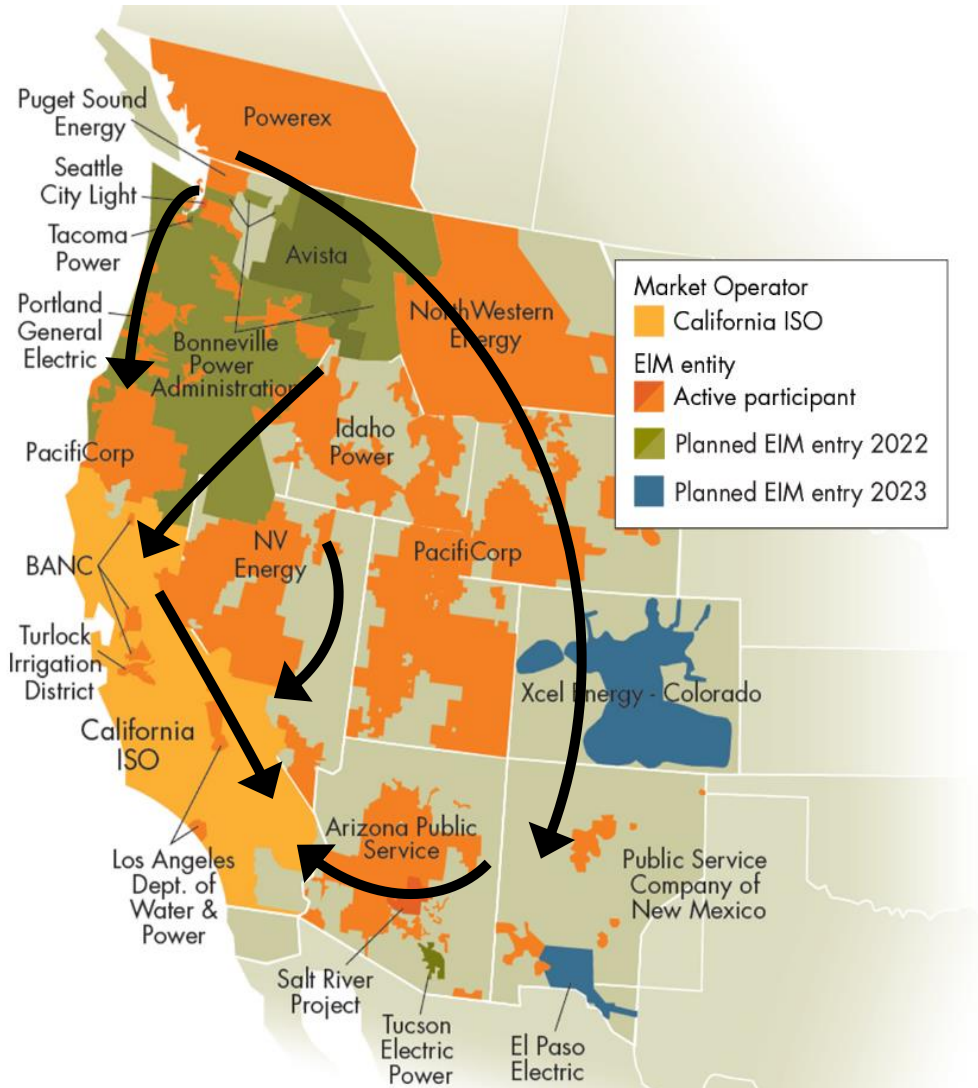 Powerex
Puget Sound
Energy
Seattle
City Light
Tacoma
Power
Avista
Portland
General
Electric
Bonneville
Power
Administration
NorthWestern
Energy
Market Operator
California ISO
EIM entity
Active participant
Planned EIM entry 2022
Planned EIM entry 2023
PacifiCorp
Idaho
Power
BANC
NV
Energy
PacifiCorp
Turlock
Irrigation
District
Xcel Energy - Colorado
California
ISO
Arizona Public
Service
Los Angeles
Dept. of
Water &
Power
Public Service
Company of
New Mexico
Salt River
Project
Tucson
Electric
Power
El Paso
Electric